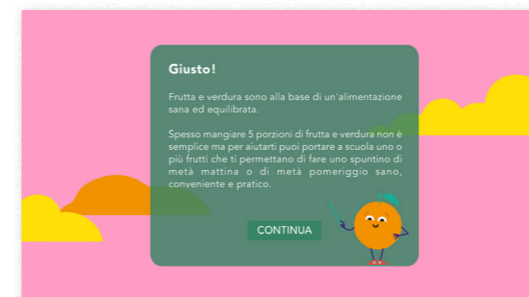 Giusto!
Frutta e verdura sono alla base di un'alimentazione
sana ed equilibrata.
Spesso mangiare 5 porzioni di frutta e verdura non è
semplice ma per aiutarti puoi portare a scuola uno o
più frutti che ti permettano di fare uno spuntino di
metà mattina o di metà pomeriggio sano,
conveniente e pratico.
CONTINUA